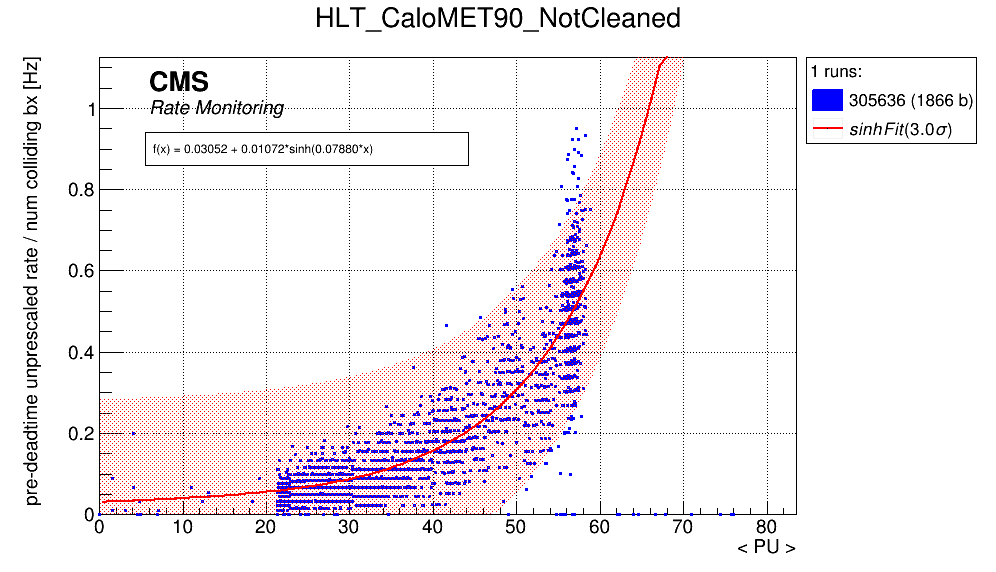 HLT_CaloMET90_NotCleaned
pre-deadtime unprescaled rate / num colliding bx [Hz]
CMS
Rate Monitoring
f(x) = 0.03052 + 0.01072*sinh(0.07880*x)
1 runs:
305636 (1866 b)
sinhFit(3.0σ)
1
0.8
0.6
0.4
0.2
0
0 10 20 30 40 50 60 70 80
< PU >